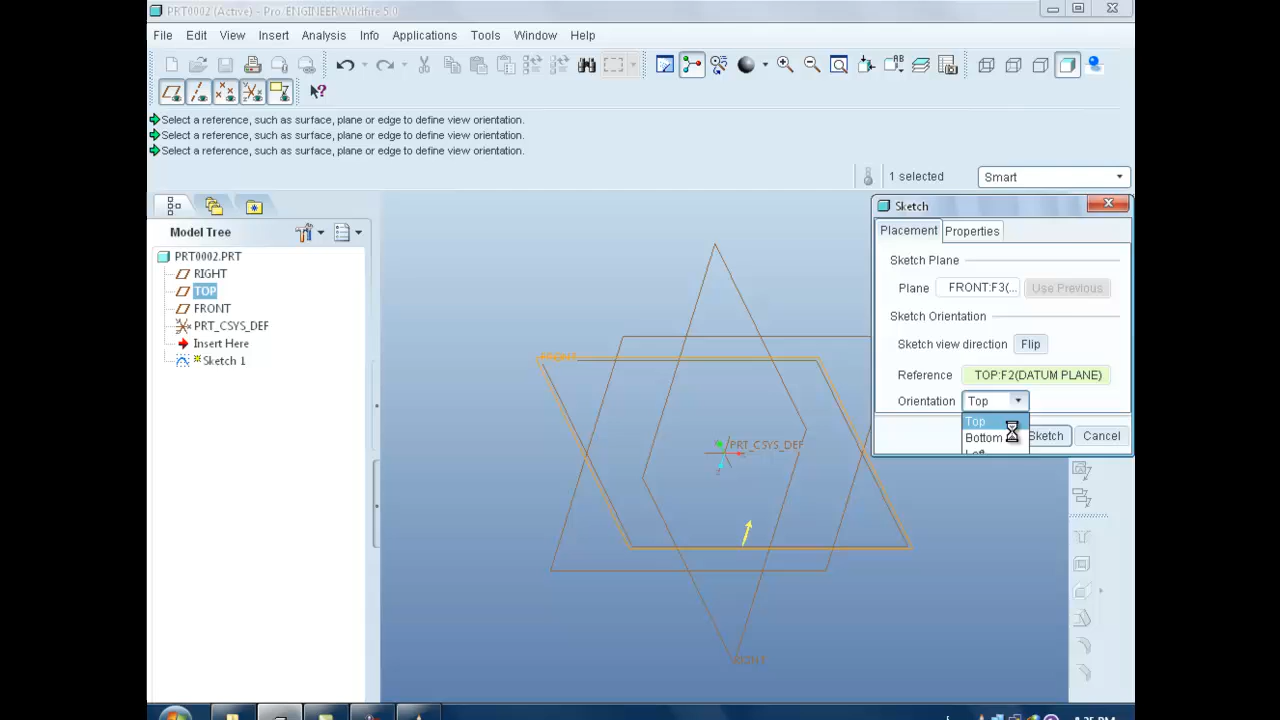 PRT0002 (Active) - Pro/ENGINEER Wildfire 5.0
File Edit View Insert Analysis Info Applications Tools Window Help
Select a reference, such as surface, plane or edge to define view orientation.
Select a reference, such as surface, plane or edge to define view orientation.
Select a reference, such as surface, plane or edge to define view orientation.
1 selected Smart
Model Tree
PRT0002.PRT
RIGHT
TOP
FRONT
PRT_CSYS_DEF
Insert Here
Sketch 1
PRT_CSYS_DEF
RIGHT
Sketch
Placement Properties
Sketch Plane
Plane FRONT:F3(... Use Previous
Sketch Orientation
Sketch view direction Flip
Reference TOP:F2(DATUM PLANE)
Orientation Top
Top
Bottom
Sketch Cancel